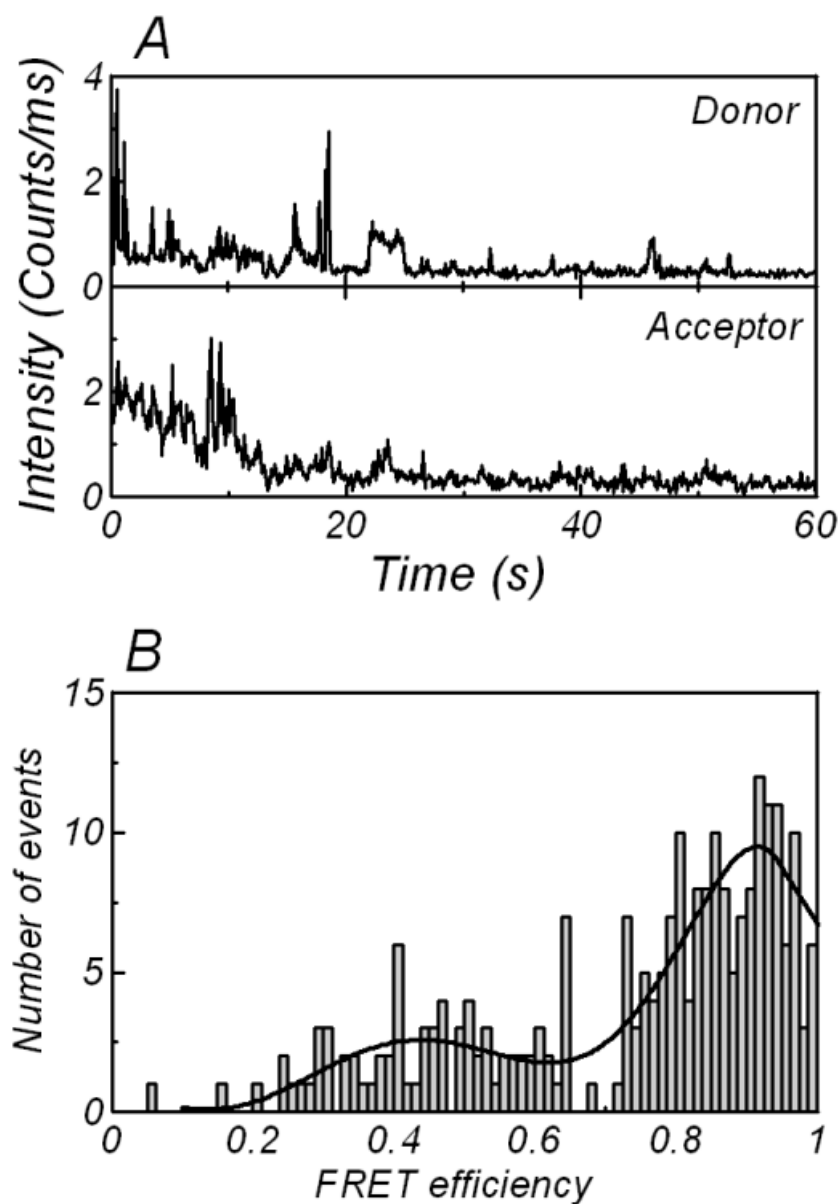 A
Intensity (Counts/ms)
4
2
0
Donor
2
0
Acceptor
0 20 40 60
Time (s)
B
Number of events
15
10
5
0
0 0.2 0.4 0.6 0.8 1
FRET efficiency